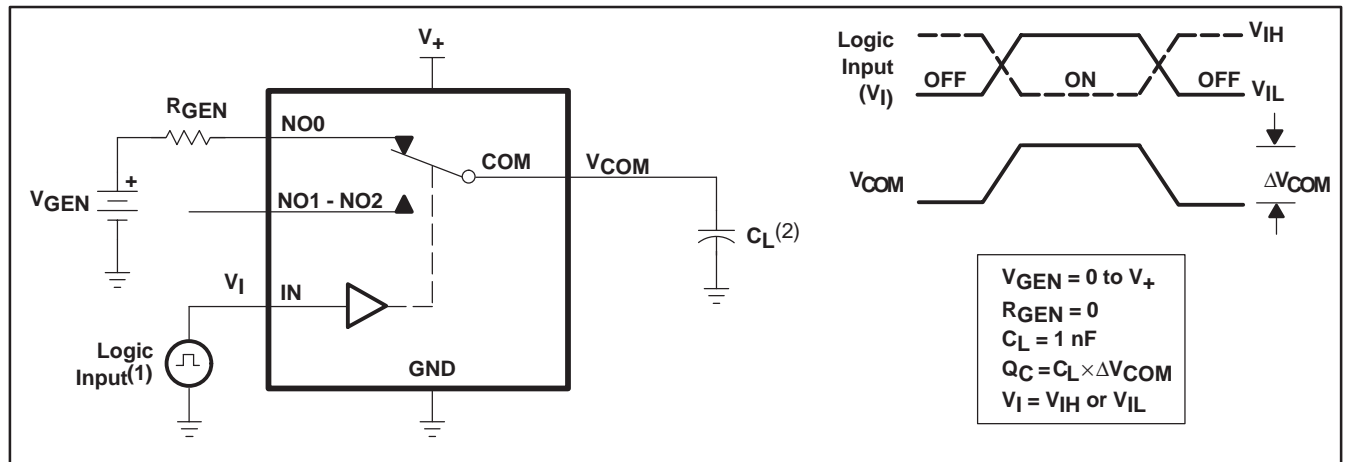 V+
RGEN
NO0
COM
VCOM
VGEN
+
NO1 - NO2
CL(2)
VI
IN
Logic
Input(1)
GND
Logic
Input
(VI)
OFF
ON
OFF
VIH
VIL
VCOM
ΔVCOM
VGEN = 0 to V+
RGEN = 0
CL = 1 nF
QC = CL × ΔVCOM
VI = VIH or VIL